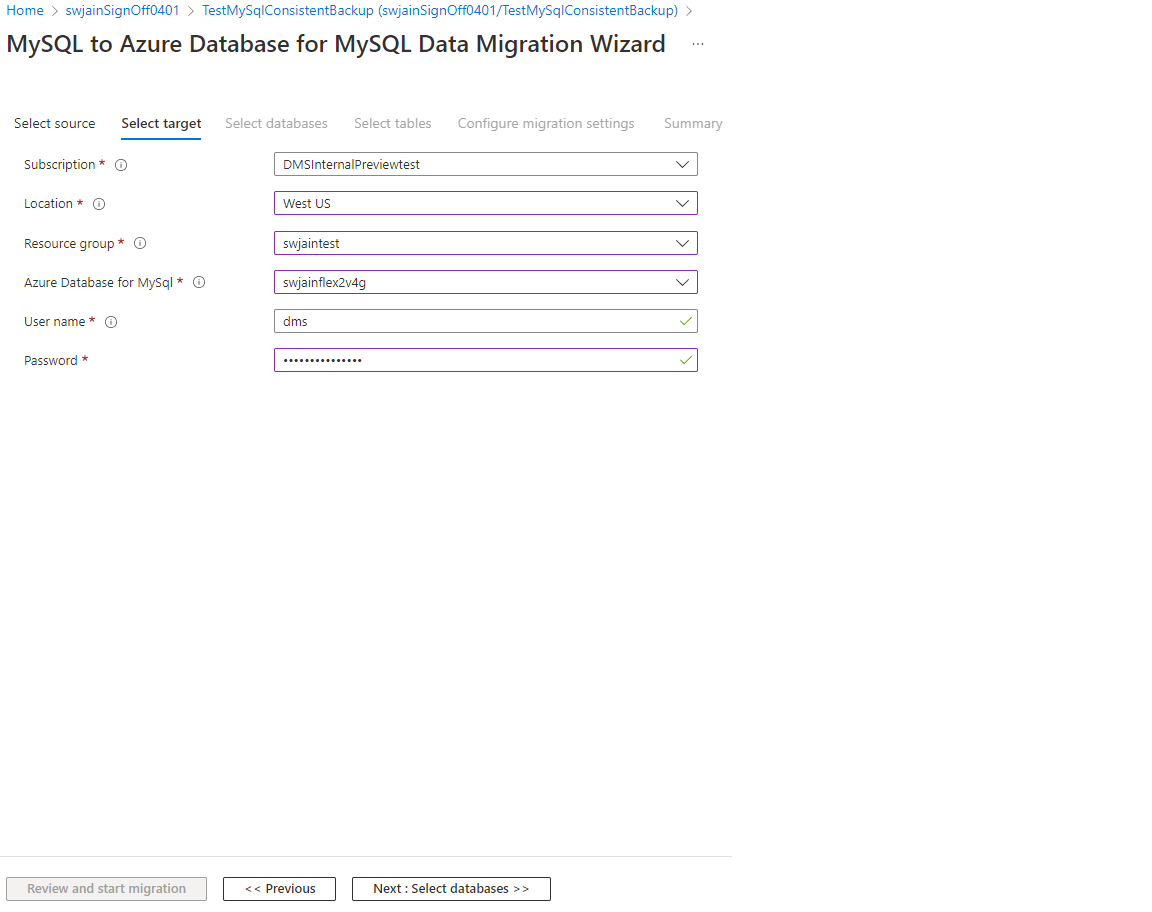 Home > swjainSignOff0401 > TestMySqlConsistentBackup (swjainSignOff0401/TestMySqlConsistentBackup) >
MySQL to Azure Database for MySQL Data Migration Wizard ...
Select source Select target Select databases Select tables Configure migration settings Summary
Subscription * DMSInternalPreviewtest
Location * West US
Resource group * swjaintest
Azure Database for MySql * swjainflex2v4g
User name * dms
Password * •••••••••••••••
Review and start migration << Previous Next : Select databases >>